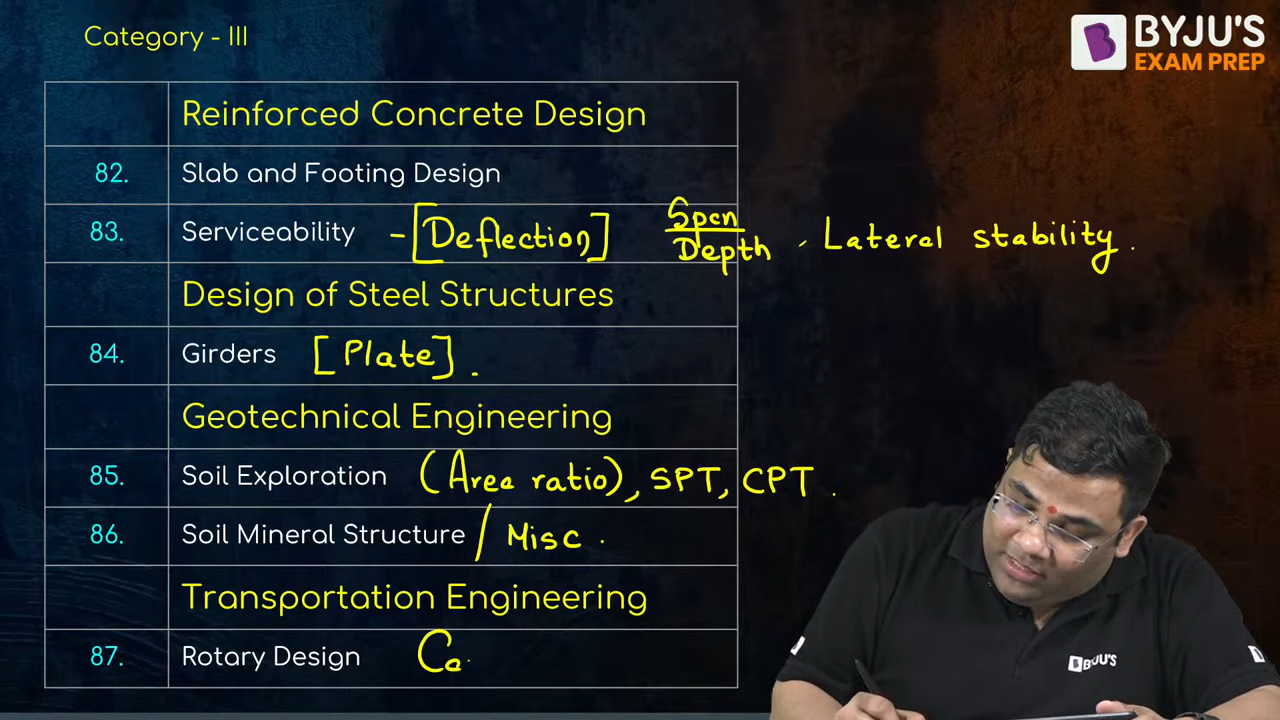 Category - III
BYJU'S
EXAM PREP
Reinforced Concrete Design
82. Slab and Footing Design
83. Serviceability - [Deflection] Span/Depth, Lateral stability.
Design of Steel Structures
84. Girders [Plate].
Geotechnical Engineering
85. Soil Exploration (Area ratio), SPT, CPT.
86. Soil Mineral Structure / Misc.
Transportation Engineering
87. Rotary Design Ca
BYJU'S